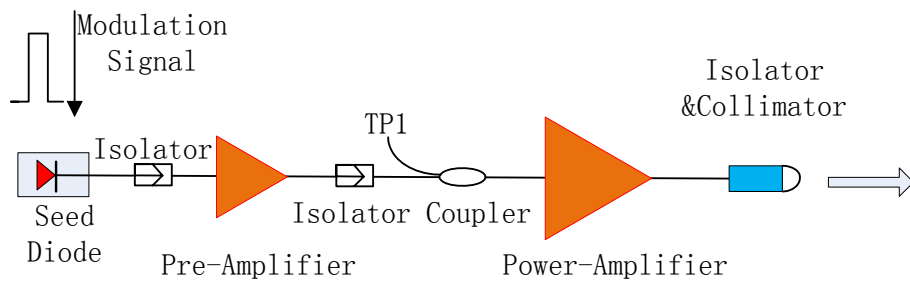 Modulation
Signal
Isolator
&Collimator
TP1
Isolator
Isolator
Coupler
Seed
Diode
Pre-Amplifier
Power-Amplifier